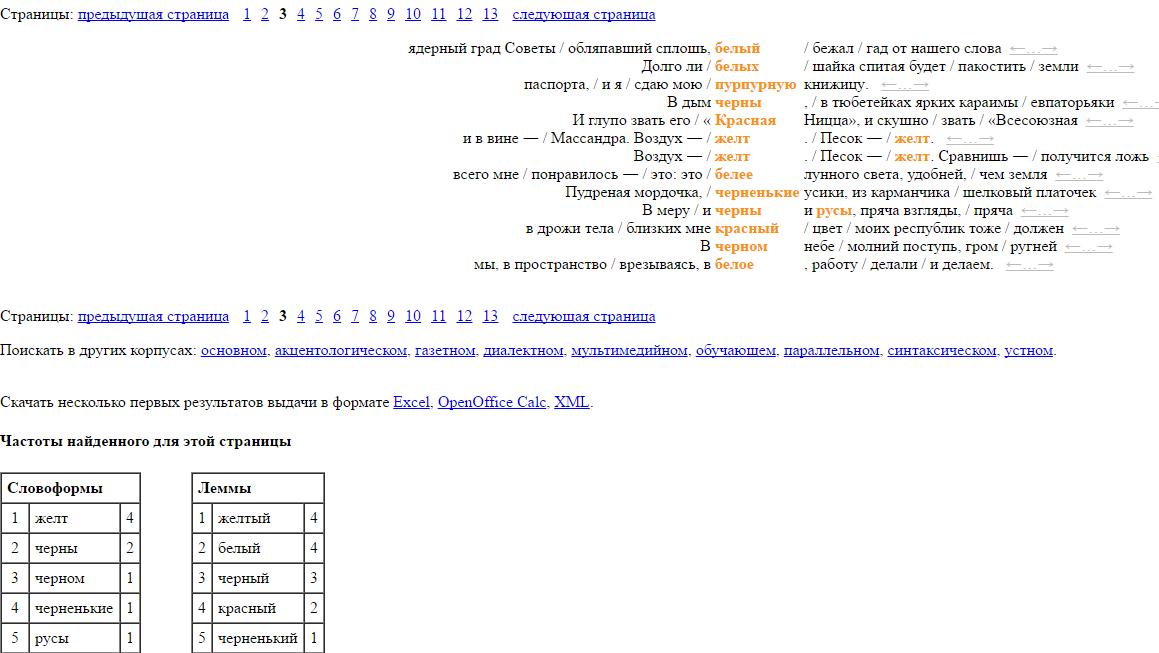 Страницы: предыдущая страница 1 2 3 4 5 6 7 8 9 10 11 12 13 следующая страница
ядерный град Советы / обляпавший сплошь, белый / бежал / гад от нашего слова ←…→
Долго ли / белых / шайка спитая будет / пакостить / земли ←…→
паспорта, / и я / сдаю мою / пурпурную книжицу. ←…→
В дым черны , / в тюбетейках ярких караимы / евпаторьяки ←…→
И глупо звать его / « Красная Ницца», и скушно / звать / «Всесоюзная ←…→
и в вине — / Массандра. Воздух — / желт . / Песок — / желт. ←…→
Воздух — / желт . / Песок — / желт. Сравнишь — / получится ложь
всего мне / понравилось — / это: это / белее лунного света, удобней, / чем земля ←…→
Пудреная мордочка, / черненькие усики, из карманчика / шелковый платочек ←…→
В меру / и черны и русы, пряча взгляды, / пряча ←…→
в дрожи тела / близких мне красный / цвет / моих республик тоже / должен ←…→
В черном небе / молний поступь, гром / ругней ←…→
мы, в пространство / врезываясь, в белое , работу / делали / и делаем. ←…→
Страницы: предыдущая страница 1 2 3 4 5 6 7 8 9 10 11 12 13 следующая страница
Поискать в других корпусах: основном, акцентологическом, газетном, диалектном, мультимедийном, обучающем, параллельном, синтаксическом, устном.
Скачать несколько первых результатов выдачи в формате Excel, OpenOffice Calc, XML.
Частоты найденного для этой страницы
Словоформы Леммы
1 желт 4 1 желтый 4
2 черны 2 2 белый 4
3 черном 1 3 черный 3
4 черненькие 1 4 красный 2
5 русы 1 5 черненький 1